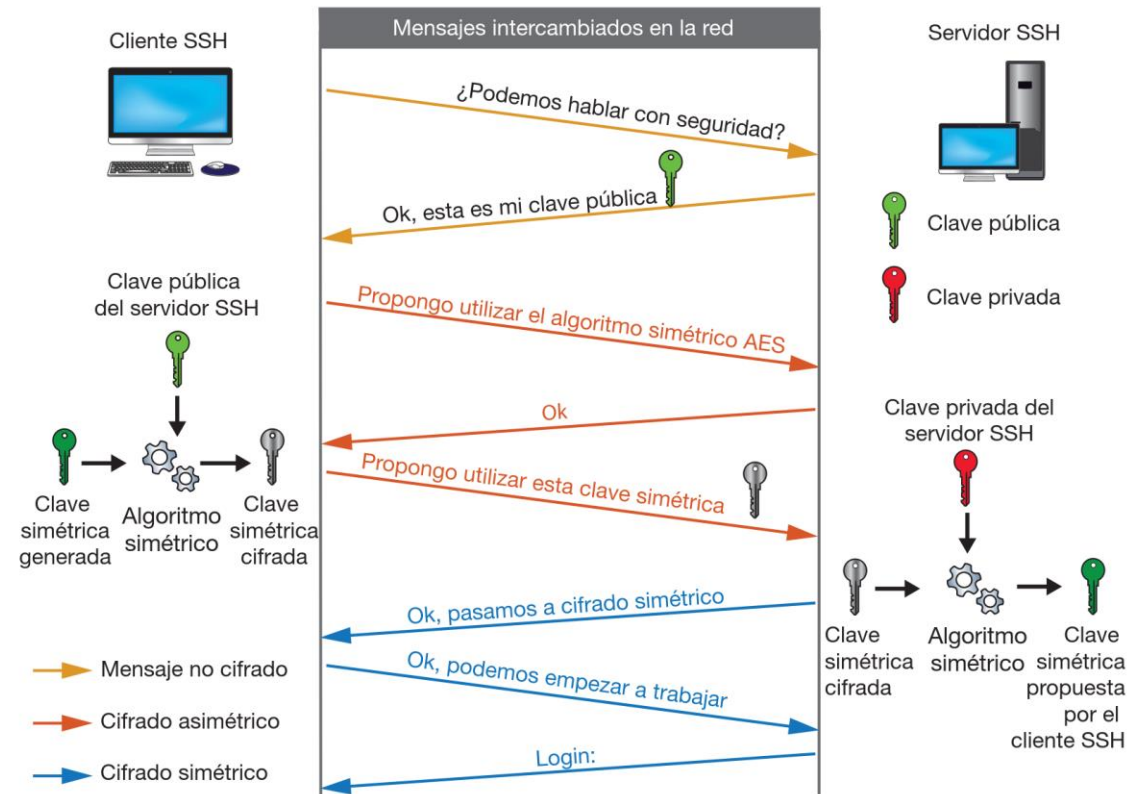 Mensajes intercambiados en la red
Cliente SSH
Servidor SSH
¿Podemos hablar con seguridad?
Ok, esta es mi clave pública
Clave pública
Clave privada
Clave pública
del servidor SSH
Propongo utilizar el algoritmo simétrico AES
Ok
Clave privada del
servidor SSH
Propongo utilizar esta clave simétrica
Clave
simétrica
generada
Algoritmo
simétrico
Clave
simétrica
cifrada
Ok, pasamos a cifrado simétrico
Clave
simétrica
cifrada
Algoritmo
simétrico
Clave
simétrica
propuesta
por el
cliente SSH
Ok, podemos empezar a trabajar
Login:
Mensaje no cifrado
Cifrado asimétrico
Cifrado simétrico